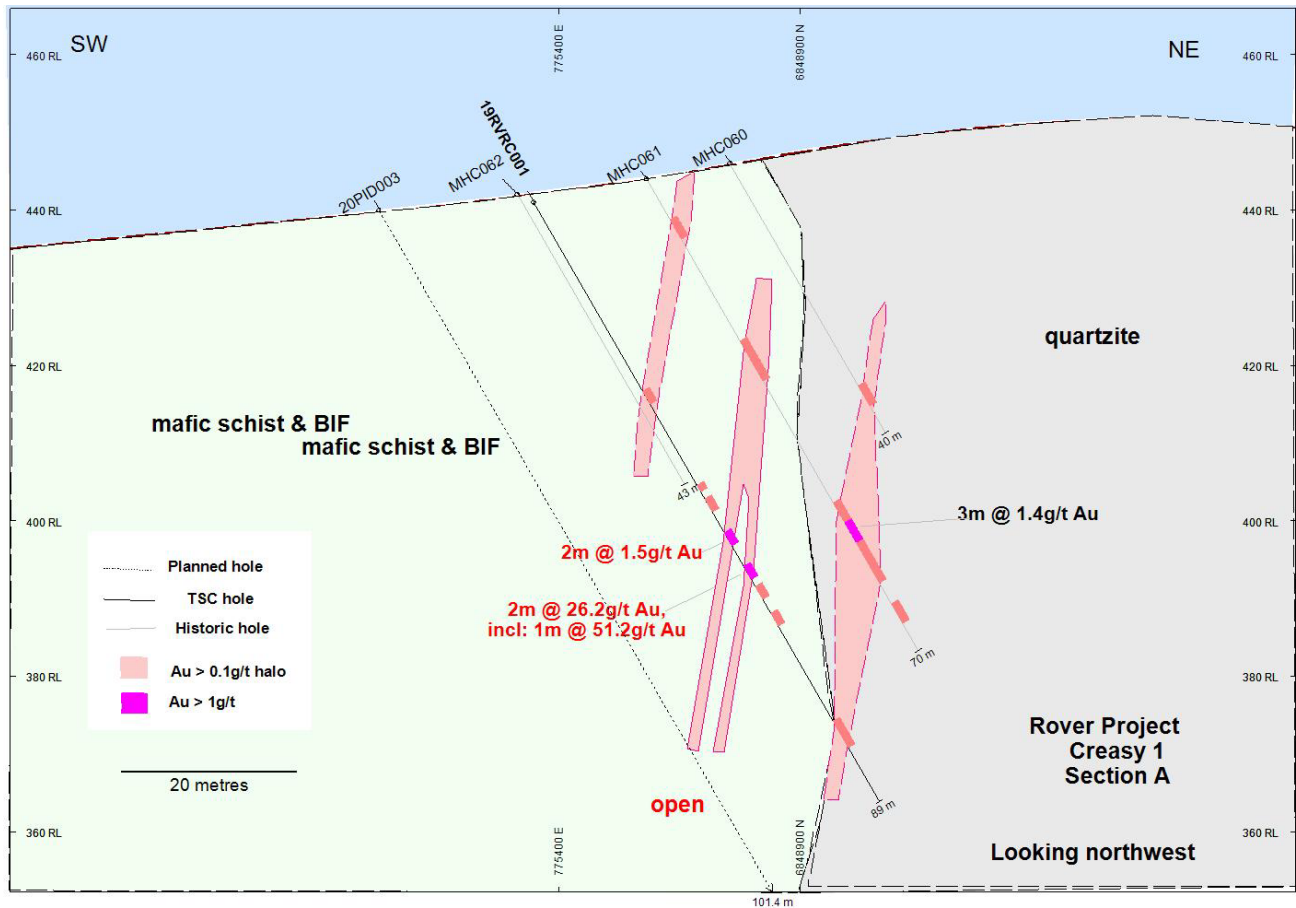 SW
NE
460 RL
460 RL
775400 E
6848900 N
20PID003
MHC062
19RVRC001
MHC061
MHC060
440 RL
440 RL
quartzite
420 RL
420 RL
mafic schist & BIF
mafic schist & BIF
40 m
43 m
400 RL
400 RL
3m @ 1.4g/t Au
2m @ 1.5g/t Au
Planned hole
TSC hole
Historic hole
Au > 0.1g/t halo
Au > 1g/t
2m @ 26.2g/t Au,
incl: 1m @ 51.2g/t Au
70 m
380 RL
380 RL
Rover Project
Creasy 1
Section A
20 metres
open
89 m
360 RL
360 RL
775400 E
6848900 N
Looking northwest
101.4 m